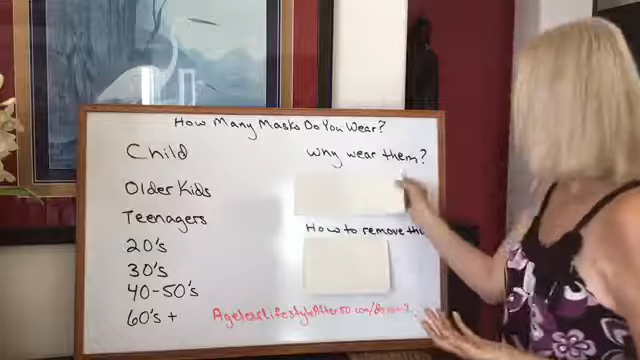 How Many Masks Do You Wear?
Child
Older Kids
Teenagers
20's
30's
40-50's
60's +
Why wear them?
How to remove
AgelessLifestyleAfter50.com/